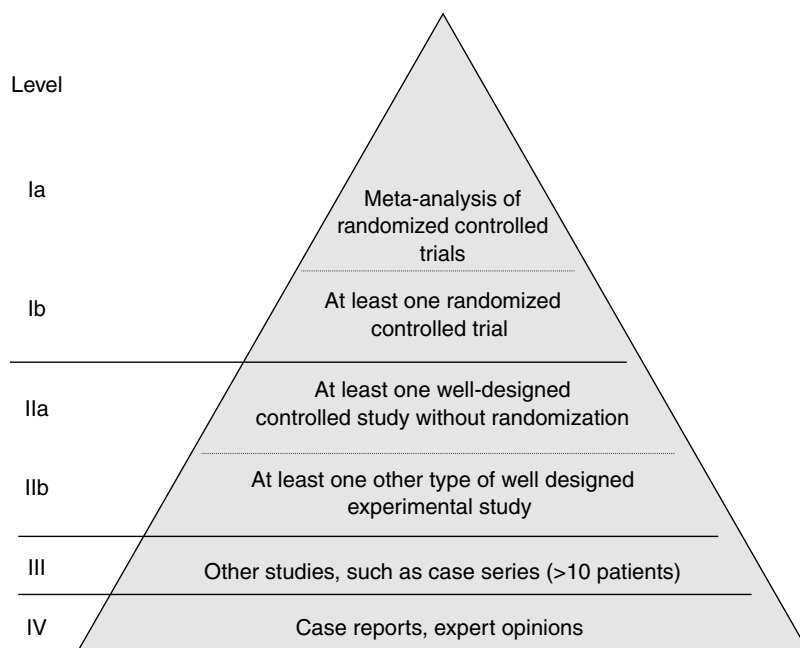 Level
Ia
Meta-analysis of
randomized controlled
trials
Ib
At least one randomized
controlled trial
IIa
At least one well-designed
controlled study without randomization
IIb
At least one other type of well designed
experimental study
III
Other studies, such as case series (>10 patients)
IV
Case reports, expert opinions